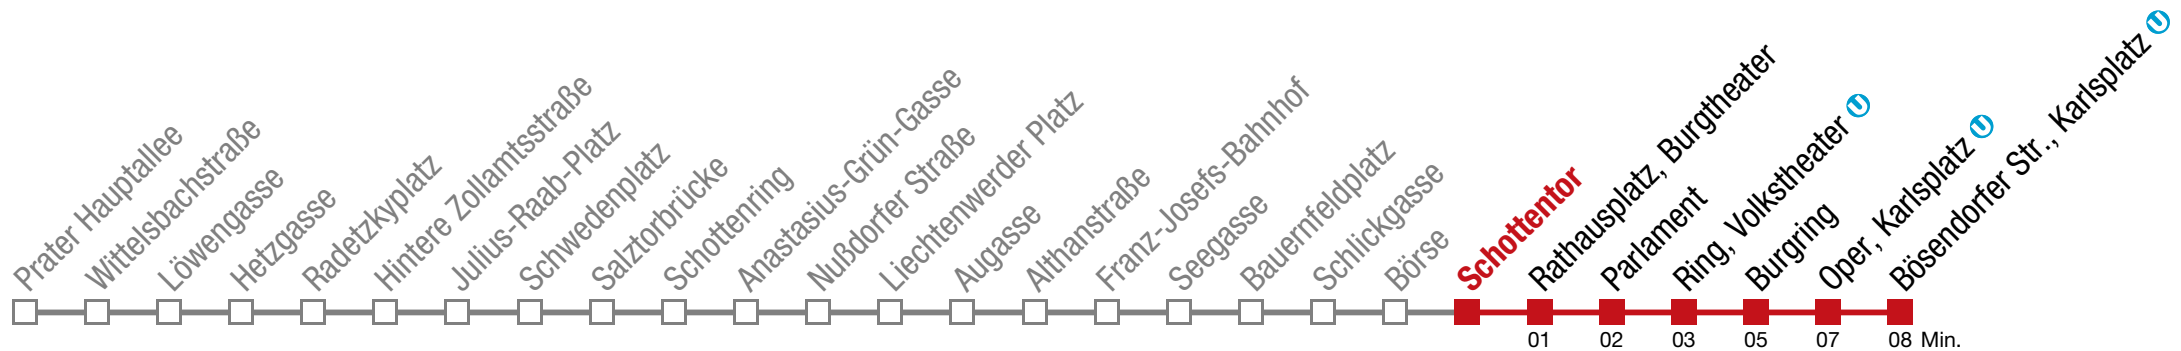 Prater Hauptallee
Wittelsbachstraße
Löwengasse
Hetzgasse
Radetzkyplatz
Hintere Zollamtsstraße
Julius-Raab-Platz
Schwedenplatz
Salztorbrücke
Schottenring
Anastasius-Grün-Gasse
Nußdorfer Straße
Liechtenwerder Platz
Augasse
Althanstraße
Franz-Josefs-Bahnhof
Seegasse
Bauernfeldplatz
Schlickgasse
Börse
Schottentor
Rathausplatz, Burgtheater
Parlament
Ring, Volkstheater U
Burgring
Oper, Karlsplatz U
Bösendorfer Str., Karlsplatz U
01 02 03 05 07 08 Min.